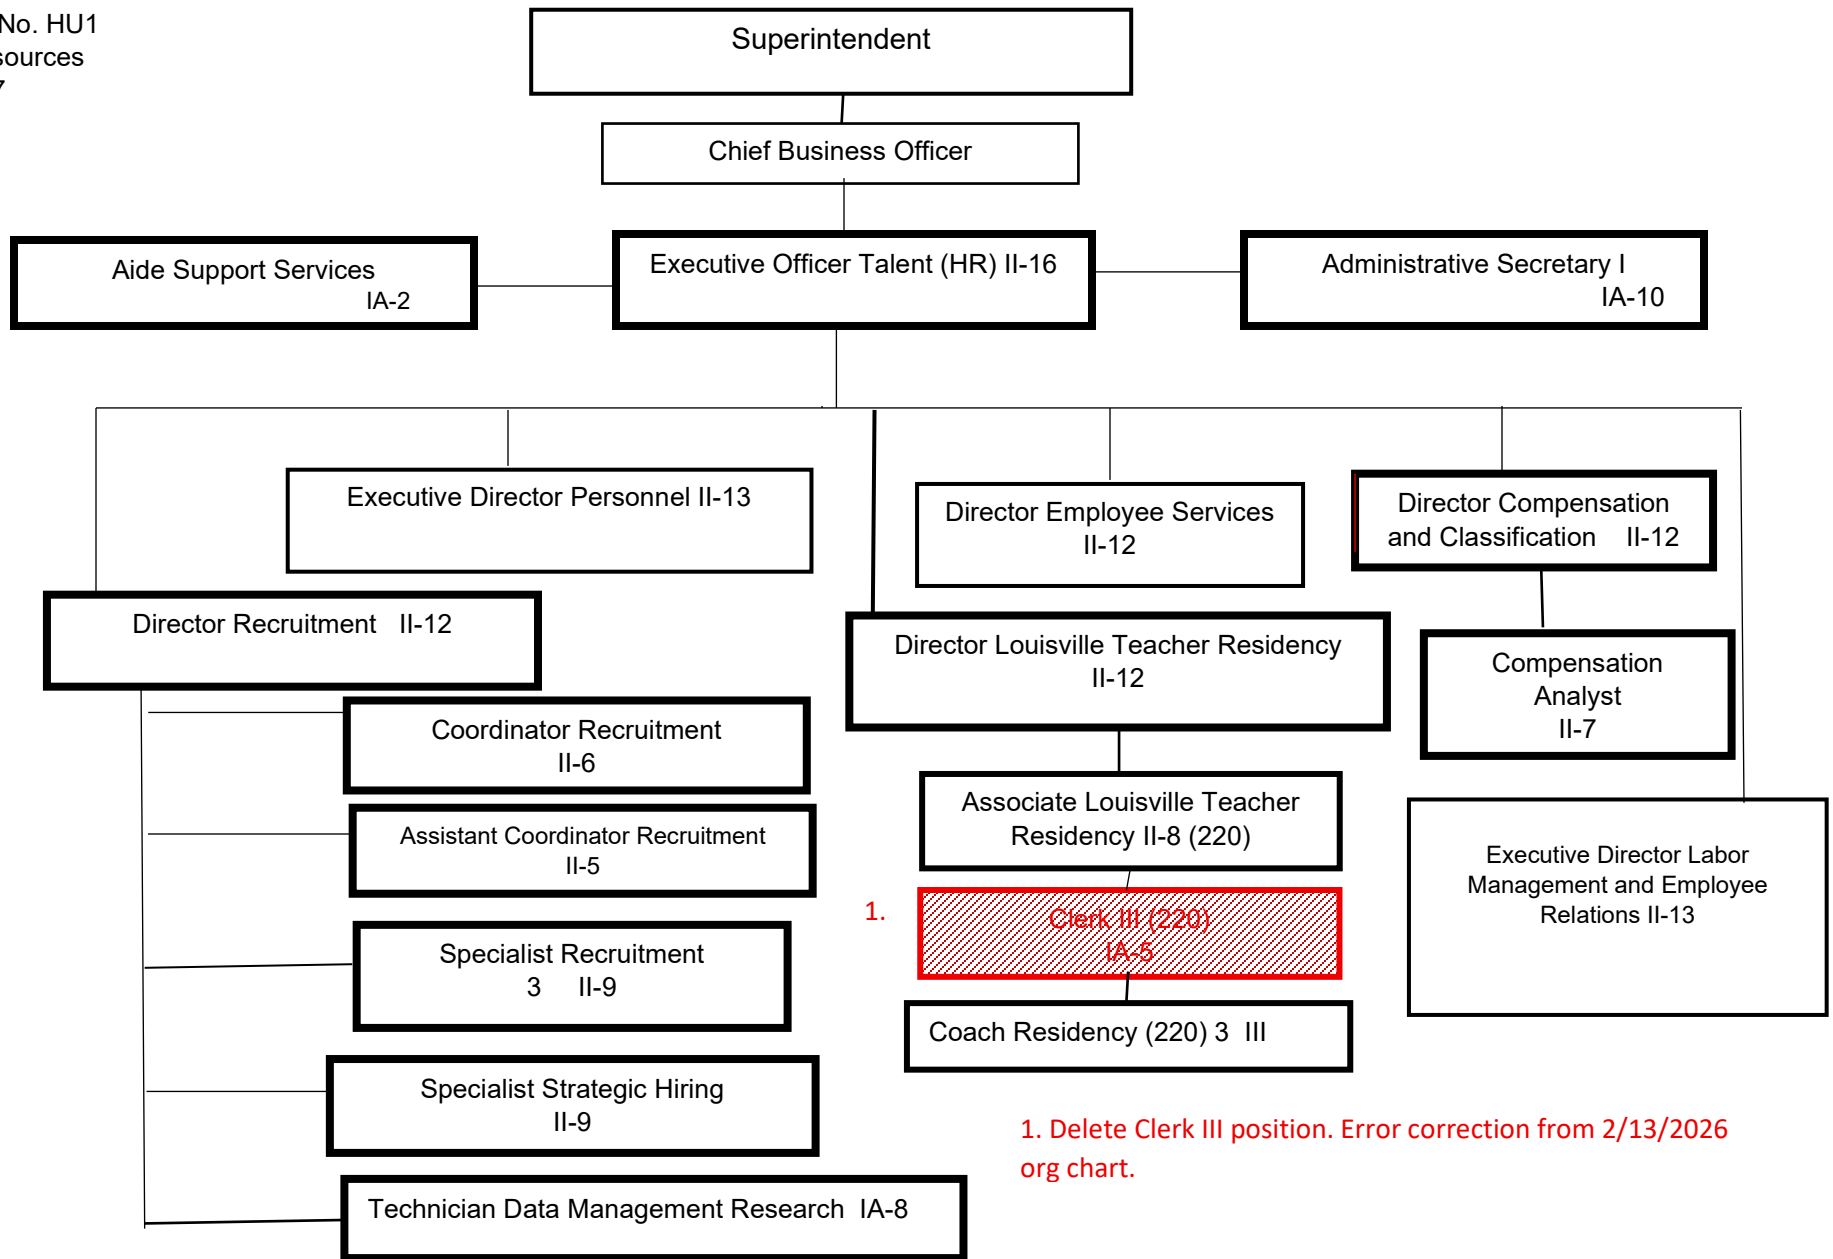 No. HU1
sources
7
Superintendent
Chief Business Officer
Aide Support Services
IA-2
Executive Officer Talent (HR) II-16
Administrative Secretary I
IA-10
Executive Director Personnel II-13
Director Employee Services
II-12
Director Compensation
and Classification II-12
Director Recruitment II-12
Director Louisville Teacher Residency
II-12
Compensation
Analyst
II-7
Coordinator Recruitment
II-6
Associate Louisville Teacher
Residency II-8 (220)
Assistant Coordinator Recruitment
II-5
Executive Director Labor
Management and Employee
Relations II-13
1.
Clerk III (220)
IA-5
Specialist Recruitment
3 II-9
Coach Residency (220) 3 III
Specialist Strategic Hiring
II-9
1. Delete Clerk III position. Error correction from 2/13/2026
org chart.
Technician Data Management Research IA-8